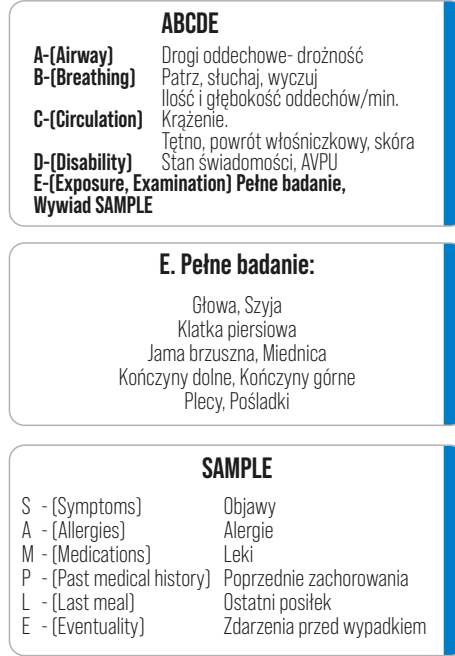 ABCDE
A-(Airway) Drogi oddechowe- drożność
B-(Breathing) Patrz, słuchaj, wyczuj
Ilość i głębokość oddechów/min.
C-(Circulation) Krążenie.
Tętno, powrót włośniczkowy, skóra
D-(Disability) Stan świadomości, AVPU
E-(Exposure, Examination) Pełne badanie,
Wywiad SAMPLE
E. Pełne badanie:
Głowa, Szyja
Klatka piersiowa
Jama brzuszna, Miednica
Kończyny dolne, Kończyny górne
Plecy, Pośladki
SAMPLE
S - (Symptoms) Objawy
A - (Allergies) Alergie
M - (Medications) Leki
P - (Past medical history) Poprzednie zachorowania
L - (Last meal) Ostatni posiłek
E - (Eventuality) Zdarzenia przed wypadkiem